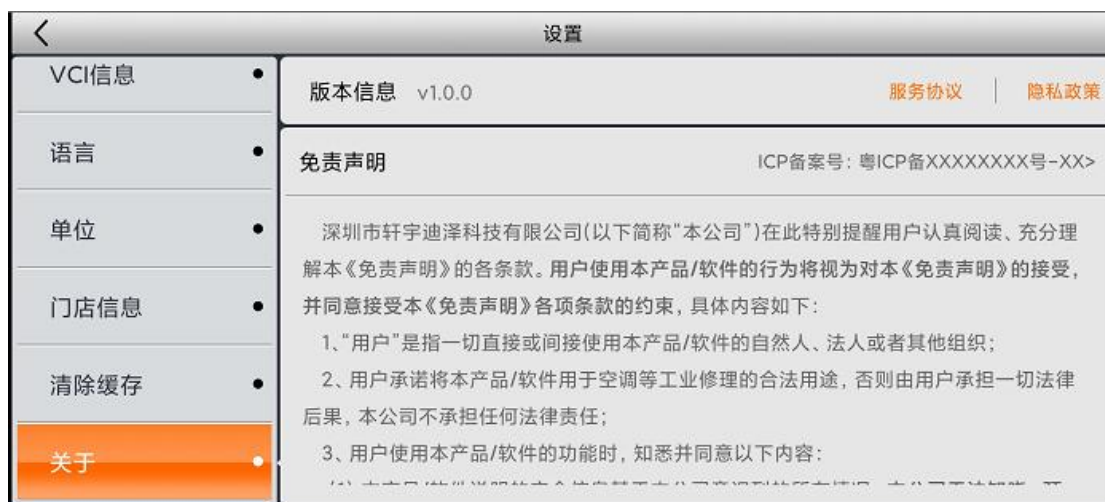 设置
VCI信息
语言
单位
门店信息
清除缓存
关于
版本信息 v1.0.0
服务协议 | 隐私政策
免责声明
ICP备案号：粤ICP备XXXXXXXX号-XX>
深圳市轩宇迪泽科技有限公司(以下简称"本公司")在此特别提醒用户认真阅读、充分理
解本《免责声明》的各条款。用户使用本产品/软件的行为将视为对本《免责声明》的接受，
并同意接受本《免责声明》各项条款的约束，具体内容如下：
1、"用户"是指一切直接或间接使用本产品/软件的自然人、法人或者其他组织；
2、用户承诺将本产品/软件用于空调等工业修理的合法用途，否则由用户承担一切法律
后果，本公司不承担任何法律责任；
3、用户使用本产品/软件的功能时，知悉并同意以下内容：